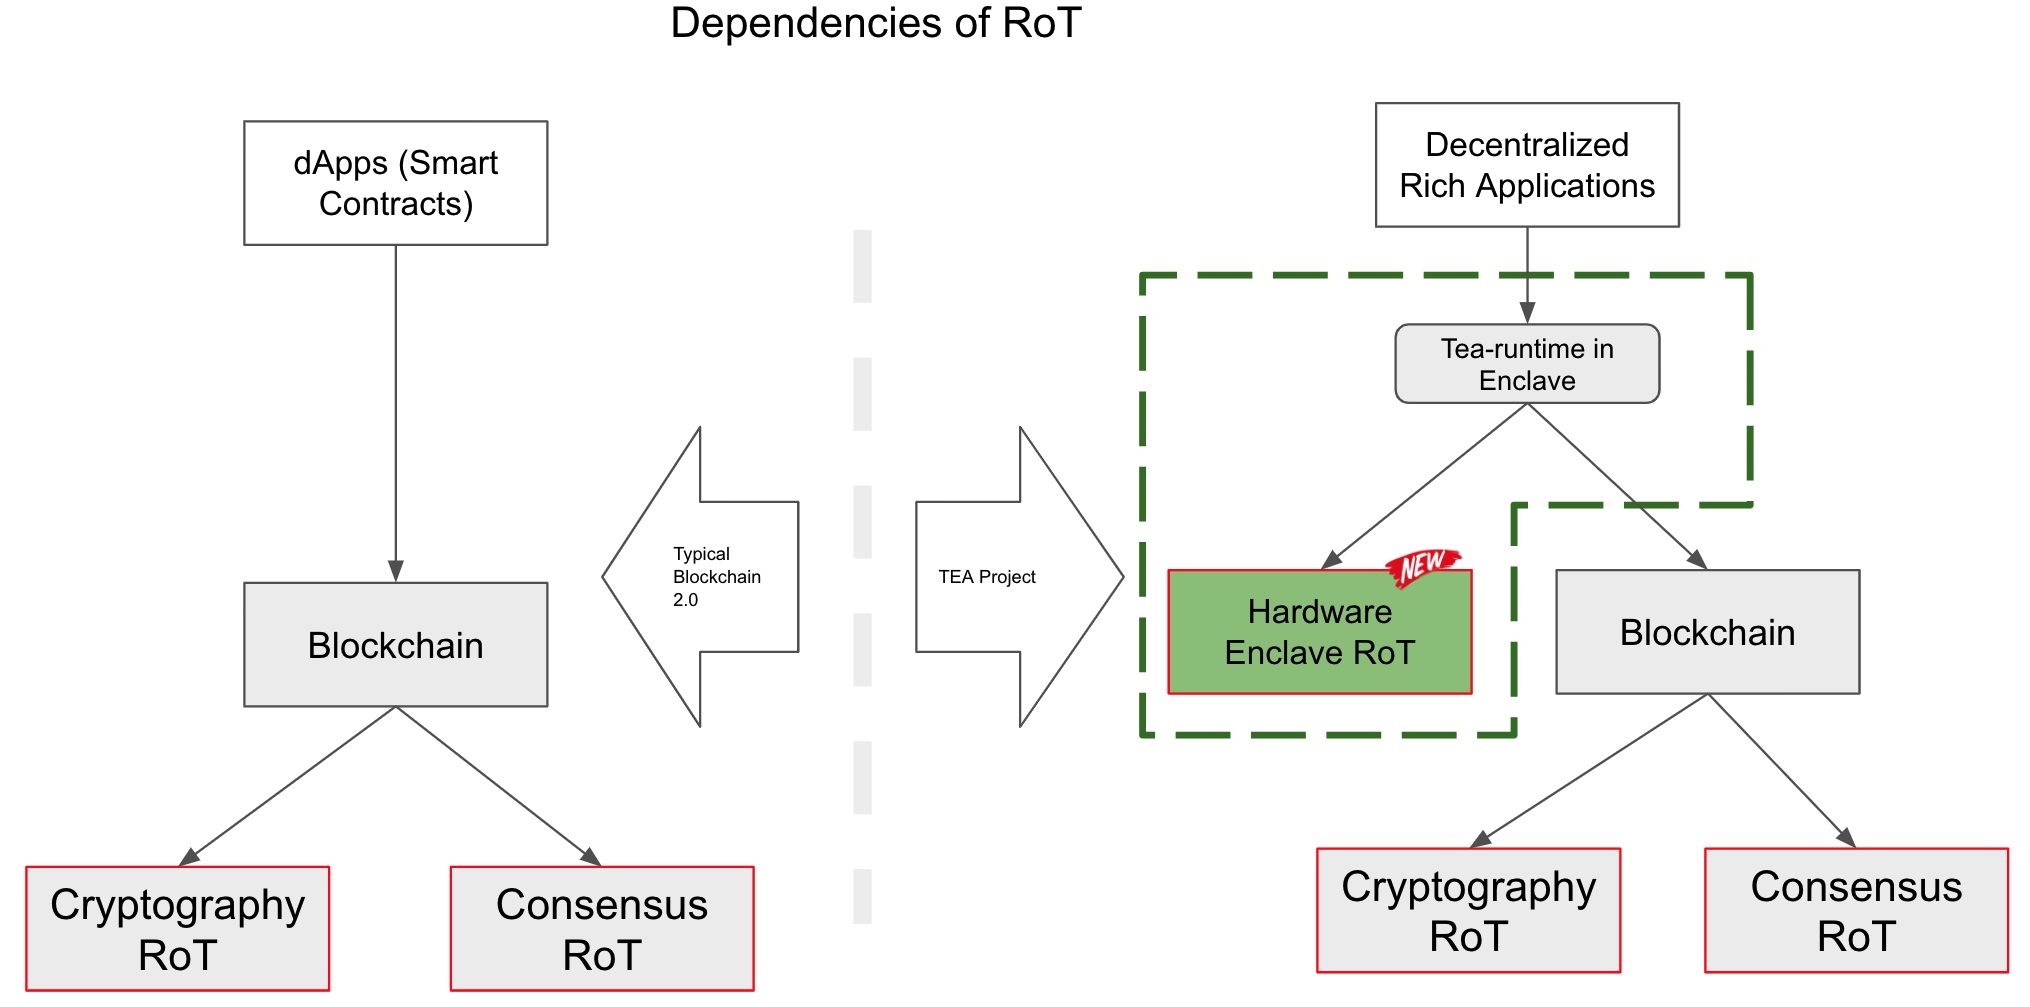 Dependencies of RoT
dApps (Smart
Contracts)
Blockchain
Cryptography
RoT
Consensus
RoT
Typical
Blockchain
2.0
TEA Project
Decentralized
Rich Applications
Tea-runtime in
Enclave
NEW
Hardware
Enclave RoT
Blockchain
Cryptography
RoT
Consensus
RoT